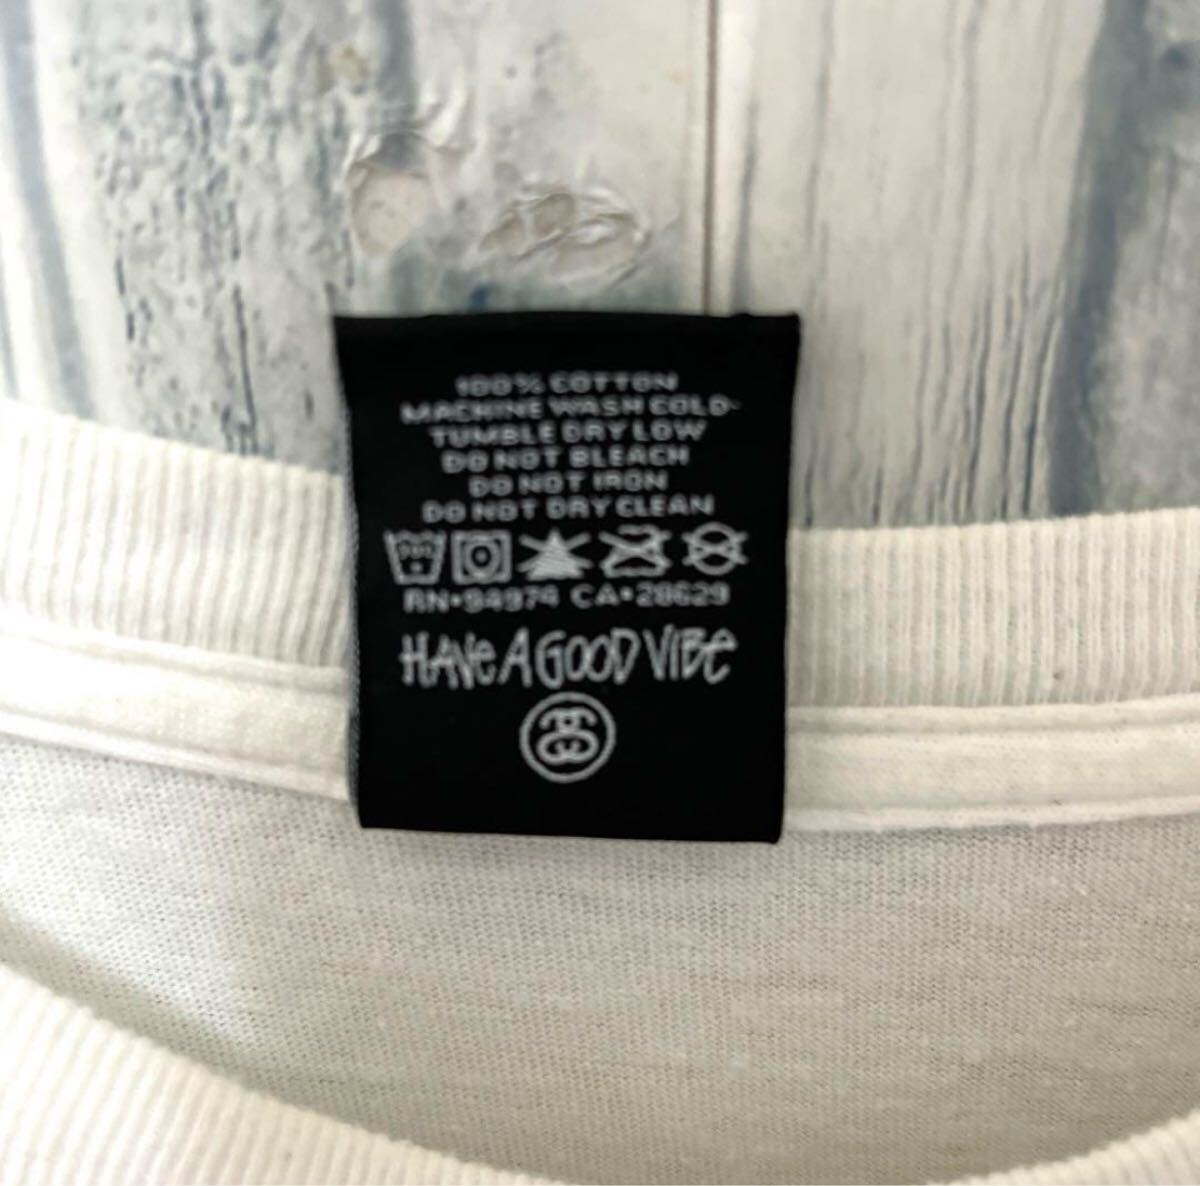 100% COTTON
MACHINE WASH COLD
TUMBLE DRY LOW
DO NOT BLEACH
DO NOT IRON
DO NOT DRY CLEAN
RN•94974 CA•28629
HAVE A GOOD VIBE